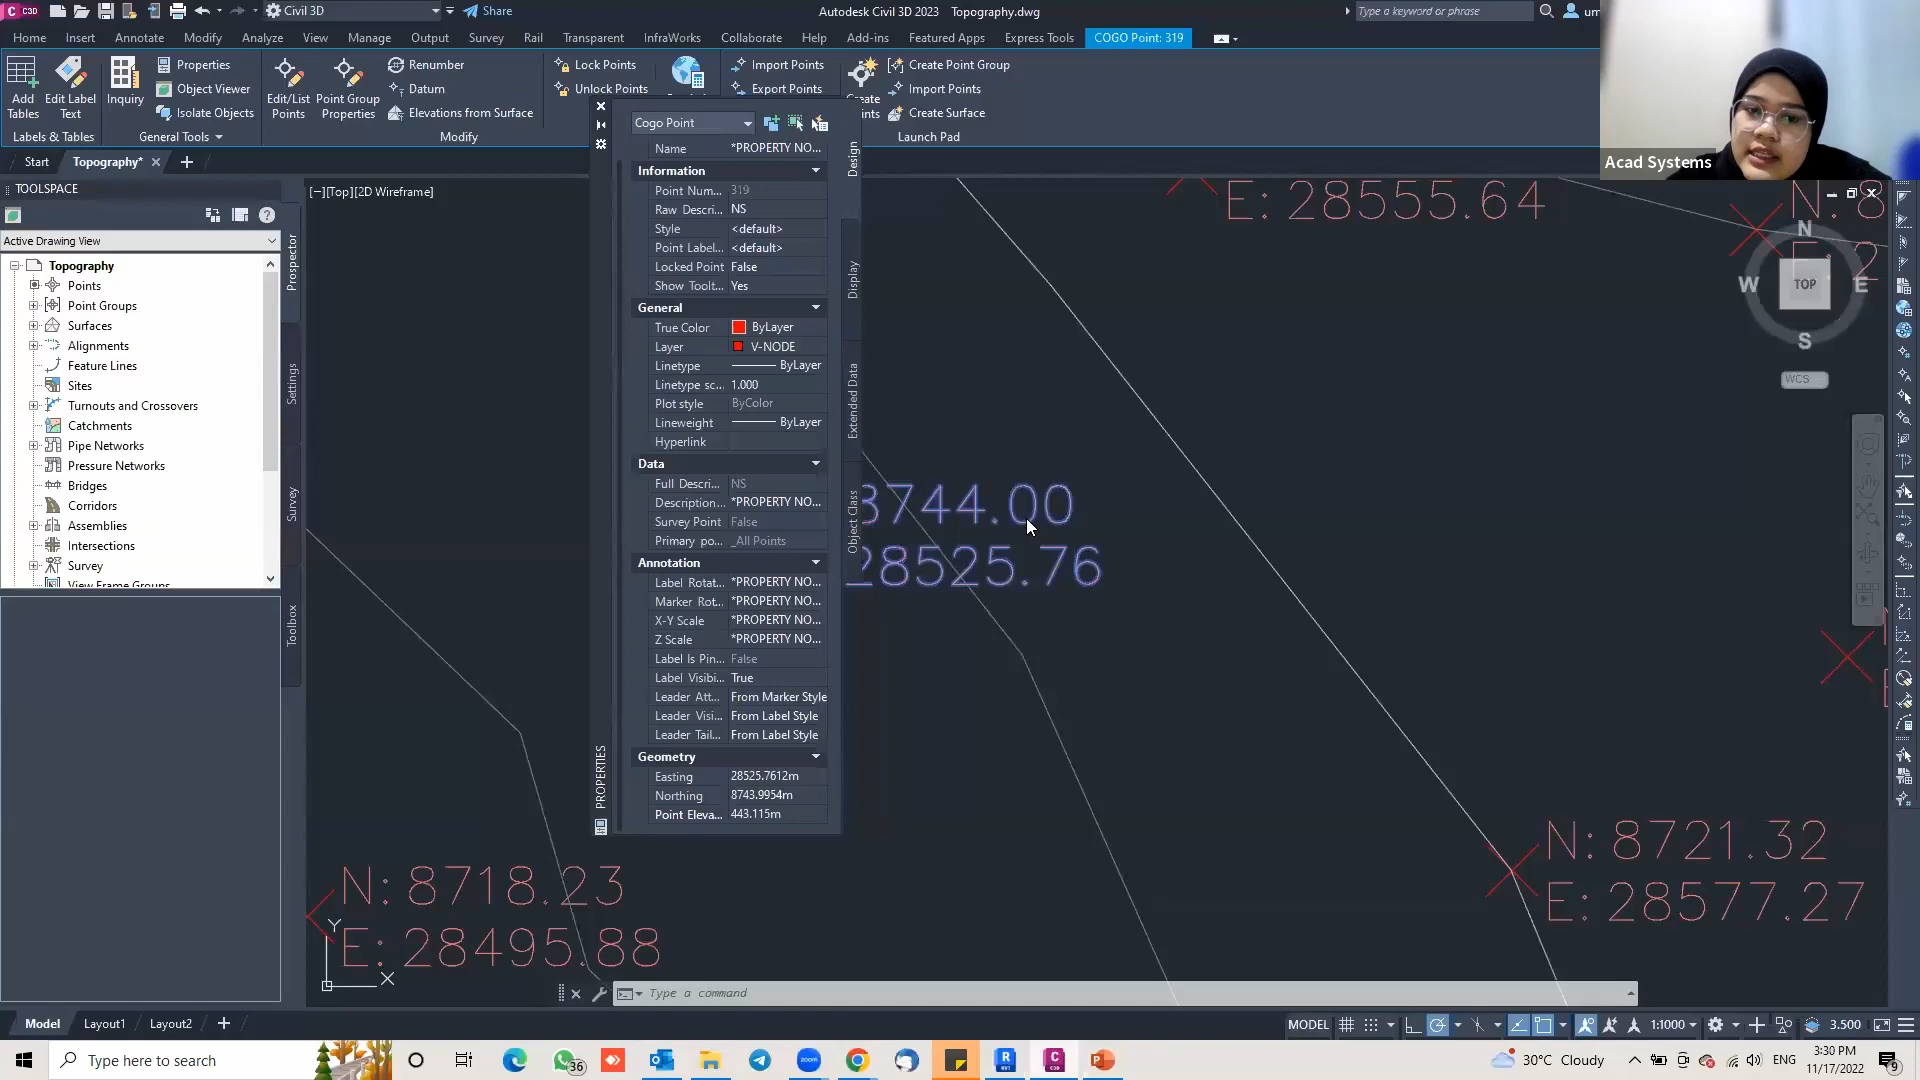 C3D
Civil 3D
Share
Autodesk Civil 3D 2023 Topography.dwg
Type a keyword or phrase
um
Home Insert Annotate Modify Analyze View Manage Output Survey Rail Transparent InfraWorks Collaborate Help Add-ins Featured Apps Express Tools COGO Point: 319
Add Tables
Edit Label Text
Labels & Tables
Inquiry
Properties
Object Viewer
Isolate Objects
General Tools
Edit/List Points
Point Group Properties
Renumber
Datum
Elevations from Surface
Modify
Lock Points
Unlock Points
Import Points
Export Points
Create Point Group
Import Points
Create Surface
Launch Pad
Acad Systems
Start
Topography*
TOOLSPACE
Active Drawing View
Topography
Points
Point Groups
Surfaces
Alignments
Feature Lines
Sites
Turnouts and Crossovers
Catchments
Pipe Networks
Pressure Networks
Bridges
Corridors
Assemblies
Intersections
Survey
View Frame Groups
Prospector
Settings
Survey
Toolbox
[−][Top][2D Wireframe]
Cogo Point
Name *PROPERTY NO...
Information
Point Num... 319
Raw Descri... NS
Style <default>
Point Label... <default>
Locked Point False
Show Toolt... Yes
General
True Color ByLayer
Layer V-NODE
Linetype ByLayer
Linetype sc... 1.000
Plot style ByColor
Lineweight ByLayer
Hyperlink
Data
Full Descri... NS
Description... *PROPERTY NO...
Survey Point False
Primary po... _All Points
Annotation
Label Rotat... *PROPERTY NO...
Marker Rot... *PROPERTY NO...
X-Y Scale *PROPERTY NO...
Z Scale *PROPERTY NO...
Label Is Pin... False
Label Visibi... True
Leader Att... From Marker Style
Leader Visi... From Label Style
Leader Tail... From Label Style
Geometry
Easting 28525.7612m
Northing 8743.9954m
Point Eleva... 443.115m
PROPERTIES
Design
Display
Extended Data
Object Class
E: 28555.64
8744.00
28525.76
N: 8718.23
E: 28495.88
N: 8721.32
E: 28577.27
Y
X
N
W TOP E
S
WCS
Type a command
Model Layout1 Layout2
MODEL
1:1000
3.500
Type here to search
36
zoom
30°C Cloudy
ENG
3:30 PM
11/17/2022
9